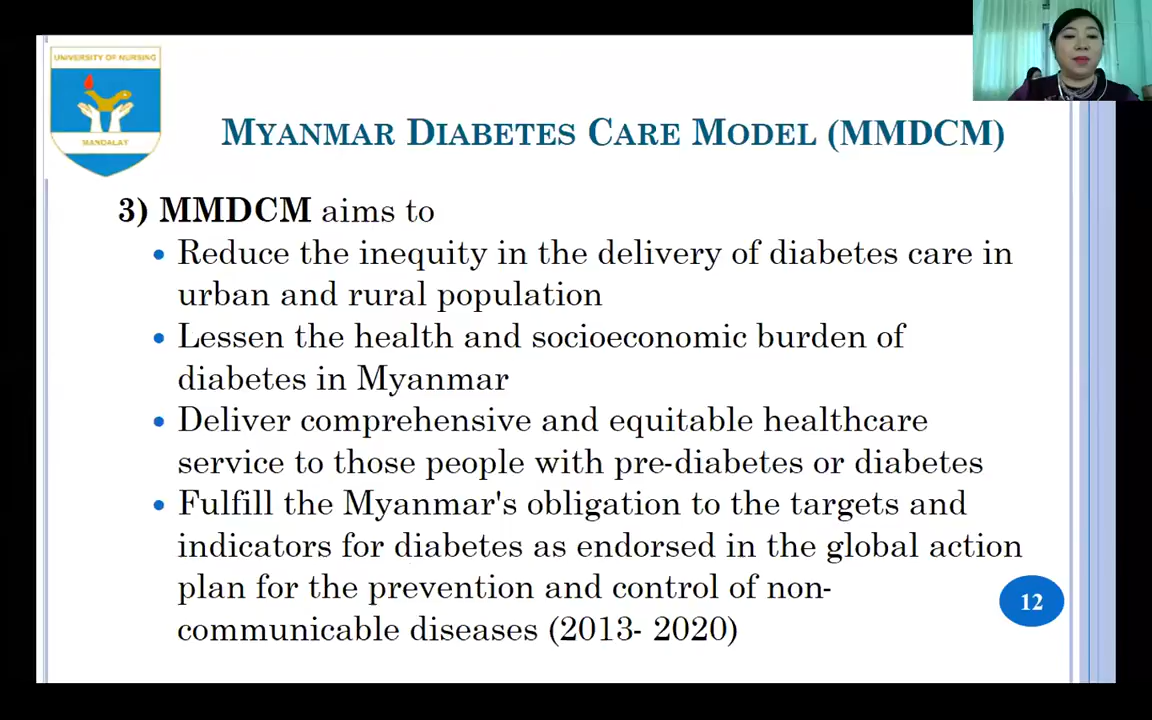 UNIVERSITY OF NURSING
MANDALAY
MYANMAR DIABETES CARE MODEL (MMDCM)
3) MMDCM aims to
• Reduce the inequity in the delivery of diabetes care in
urban and rural population
• Lessen the health and socioeconomic burden of
diabetes in Myanmar
• Deliver comprehensive and equitable healthcare
service to those people with pre-diabetes or diabetes
• Fulfill the Myanmar's obligation to the targets and
indicators for diabetes as endorsed in the global action
plan for the prevention and control of non-
communicable diseases (2013- 2020)
12